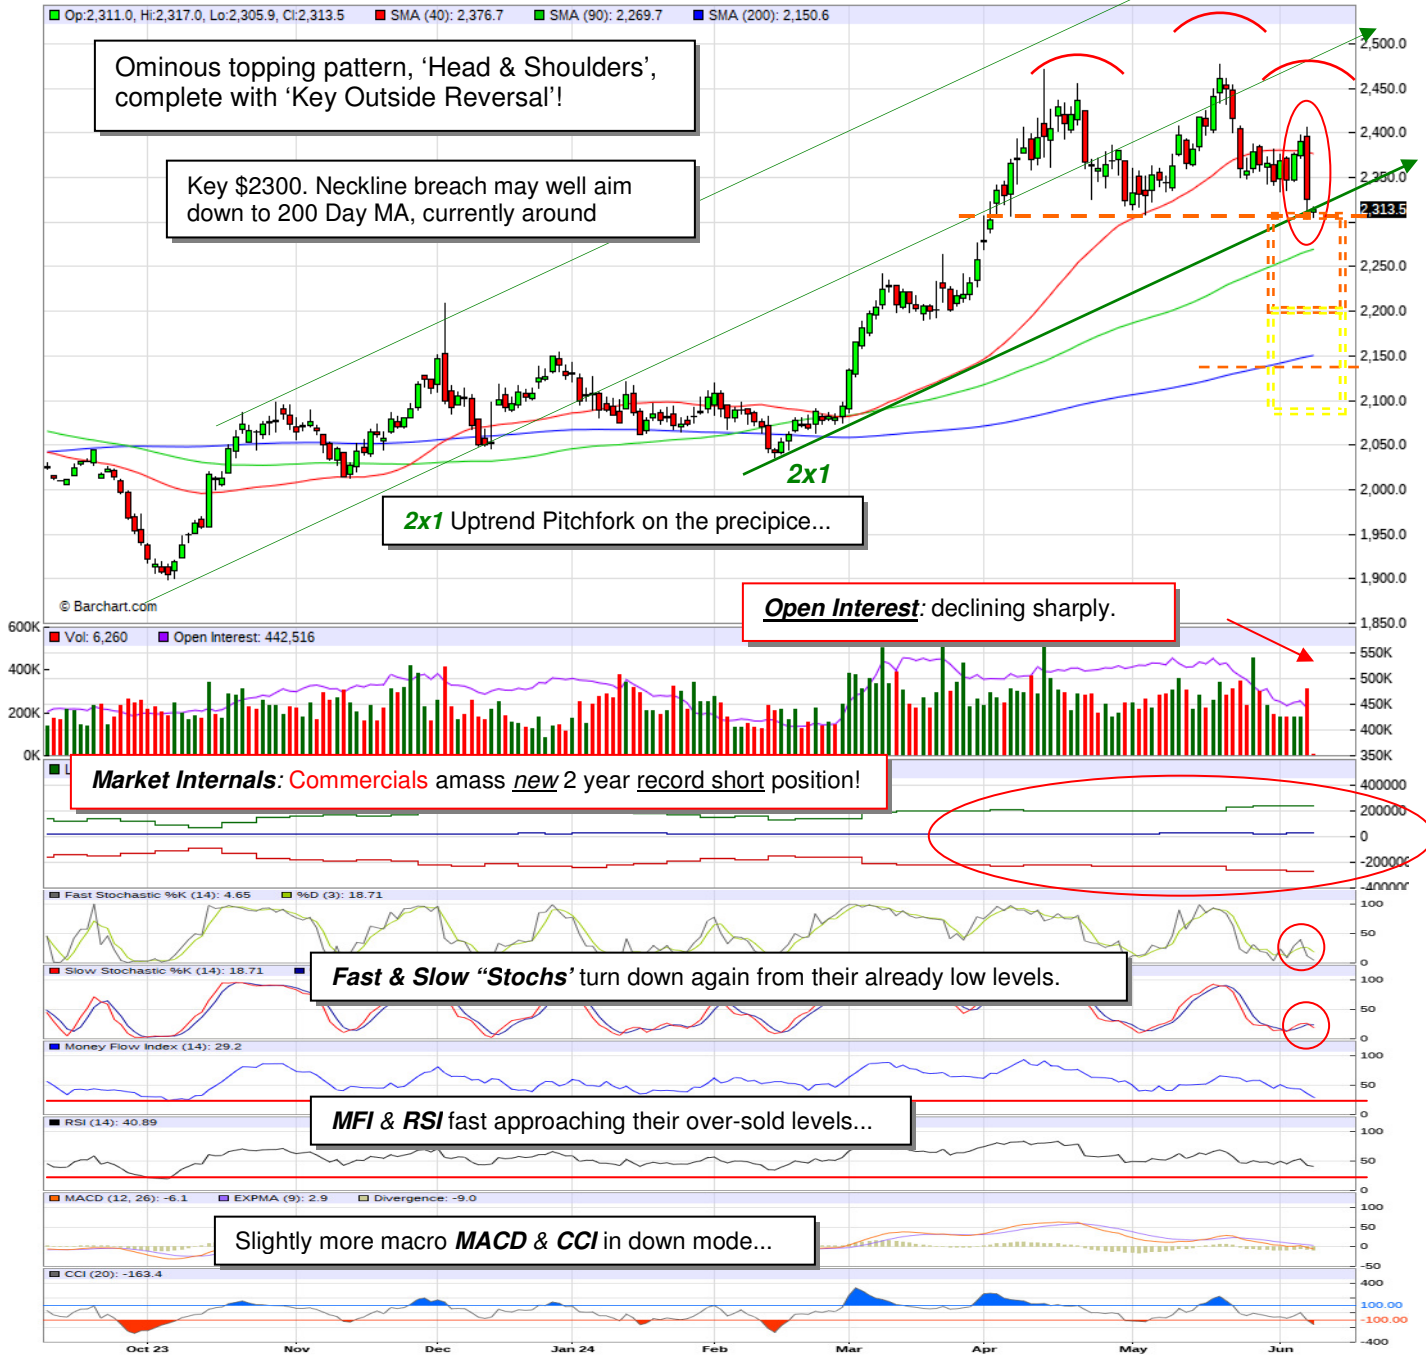 Op:2,311.0, Hi:2,317.0, Lo:2,305.9, Cl:2,313.5 SMA (40): 2,376.7 SMA (90): 2,269.7 SMA (200): 2,150.6
Ominous topping pattern, ‘Head & Shoulders’,
complete with ‘Key Outside Reversal’!
Key $2300. Neckline breach may well aim
down to 200 Day MA, currently around
2,500.0
2,450.0
2,400.0
2,350.0
2,313.5
2,250.0
2,200.0
2,150.0
2,100.0
2,050.0
2,000.0
1,950.0
1,900.0
1,850.0
2x1
2x1 Uptrend Pitchfork on the precipice...
© Barchart.com
Open Interest: declining sharply.
Vol: 6,260 Open Interest: 442,516
600K
400K
200K
0K
550K
500K
450K
400K
350K
Market Internals: Commercials amass new 2 year record short position!
400000
200000
0
-200000
-400000
Fast Stochastic %K (14): 4.65 %D (3): 18.71
100
50
0
Fast & Slow “Stochs’ turn down again from their already low levels.
Slow Stochastic %K (14): 18.71
100
50
0
Money Flow Index (14): 29.2
100
50
0
MFI & RSI fast approaching their over-sold levels...
RSI (14): 40.89
100
50
0
MACD (12, 26): -6.1 EXPMA (9): 2.9 Divergence: -9.0
100
50
0
-50
Slightly more macro MACD & CCI in down mode...
CCI (20): -163.4
400
100.00
-100.00
-400
Oct 23 Nov Dec Jan 24 Feb Mar Apr May Jun